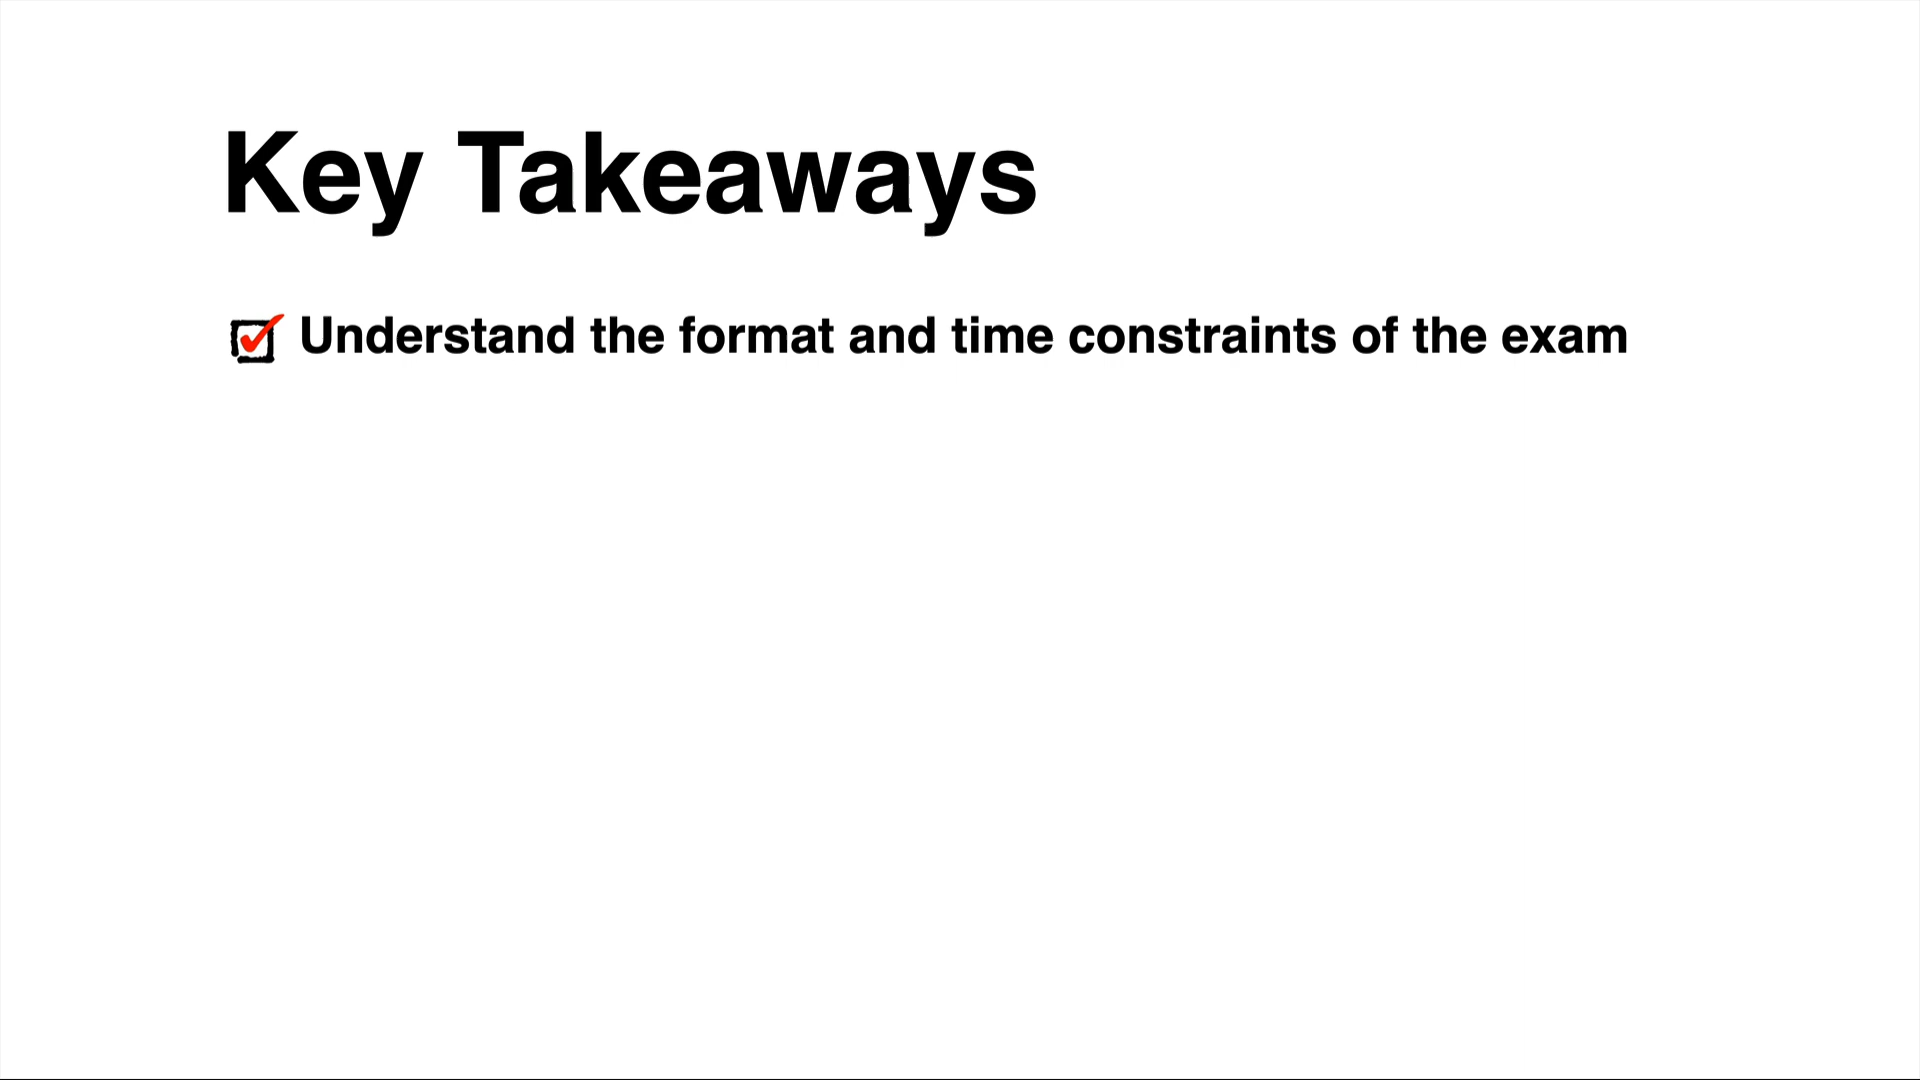 Key Takeaways
Understand the format and time constraints of the exam